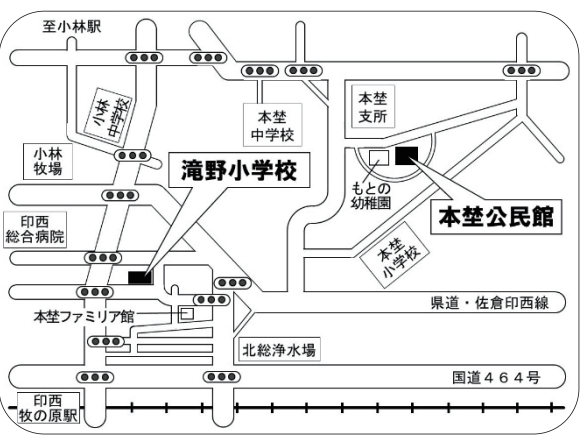 至小林駅
小林
中学校
本埜
中学校
本埜
支所
小林
牧場
滝野小学校
もとの
幼稚園
本埜公民館
印西
総合病院
本埜
小学校
県道・佐倉印西線
本埜ファミリア館
北総浄水場
国道464号
印西
牧の原駅